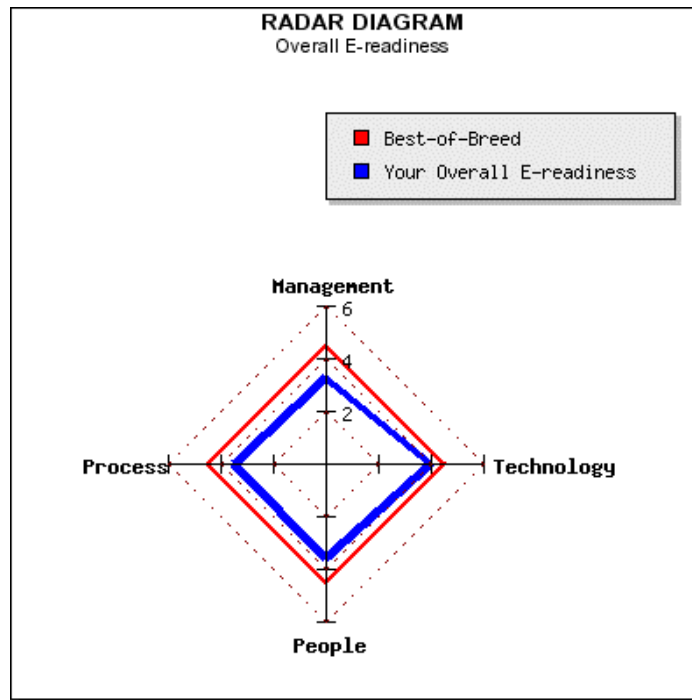 RADAR DIAGRAM
Overall E-readiness
Best-of-Breed
Your Overall E-readiness
Management
6
4
2
Process
Technology
People